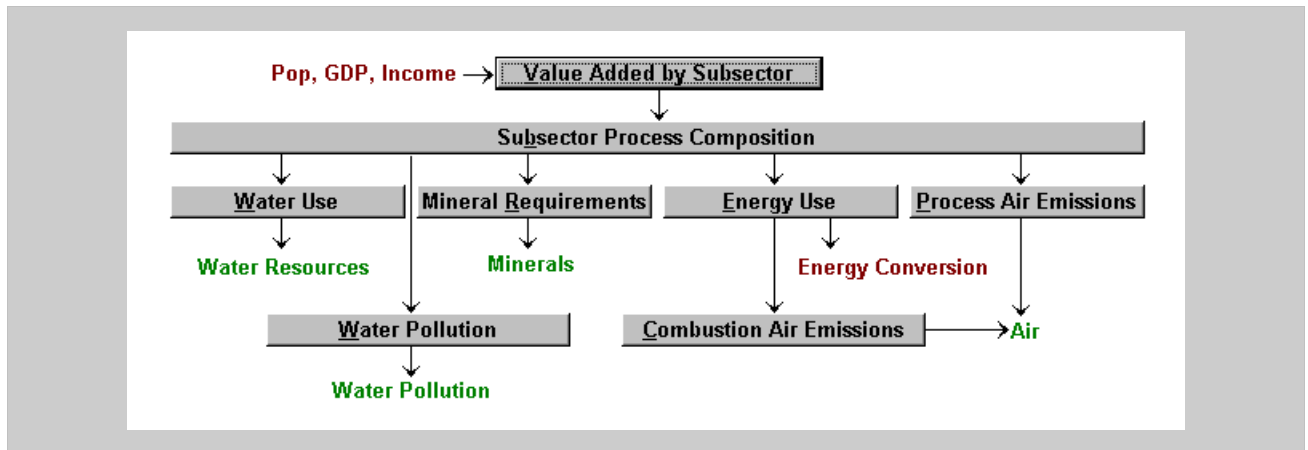 Pop, GDP, Income
Value Added by Subsector
Subsector Process Composition
Water Use
Mineral Requirements
Energy Use
Process Air Emissions
Water Resources
Minerals
Energy Conversion
Water Pollution
Combustion Air Emissions
Air
Water Pollution